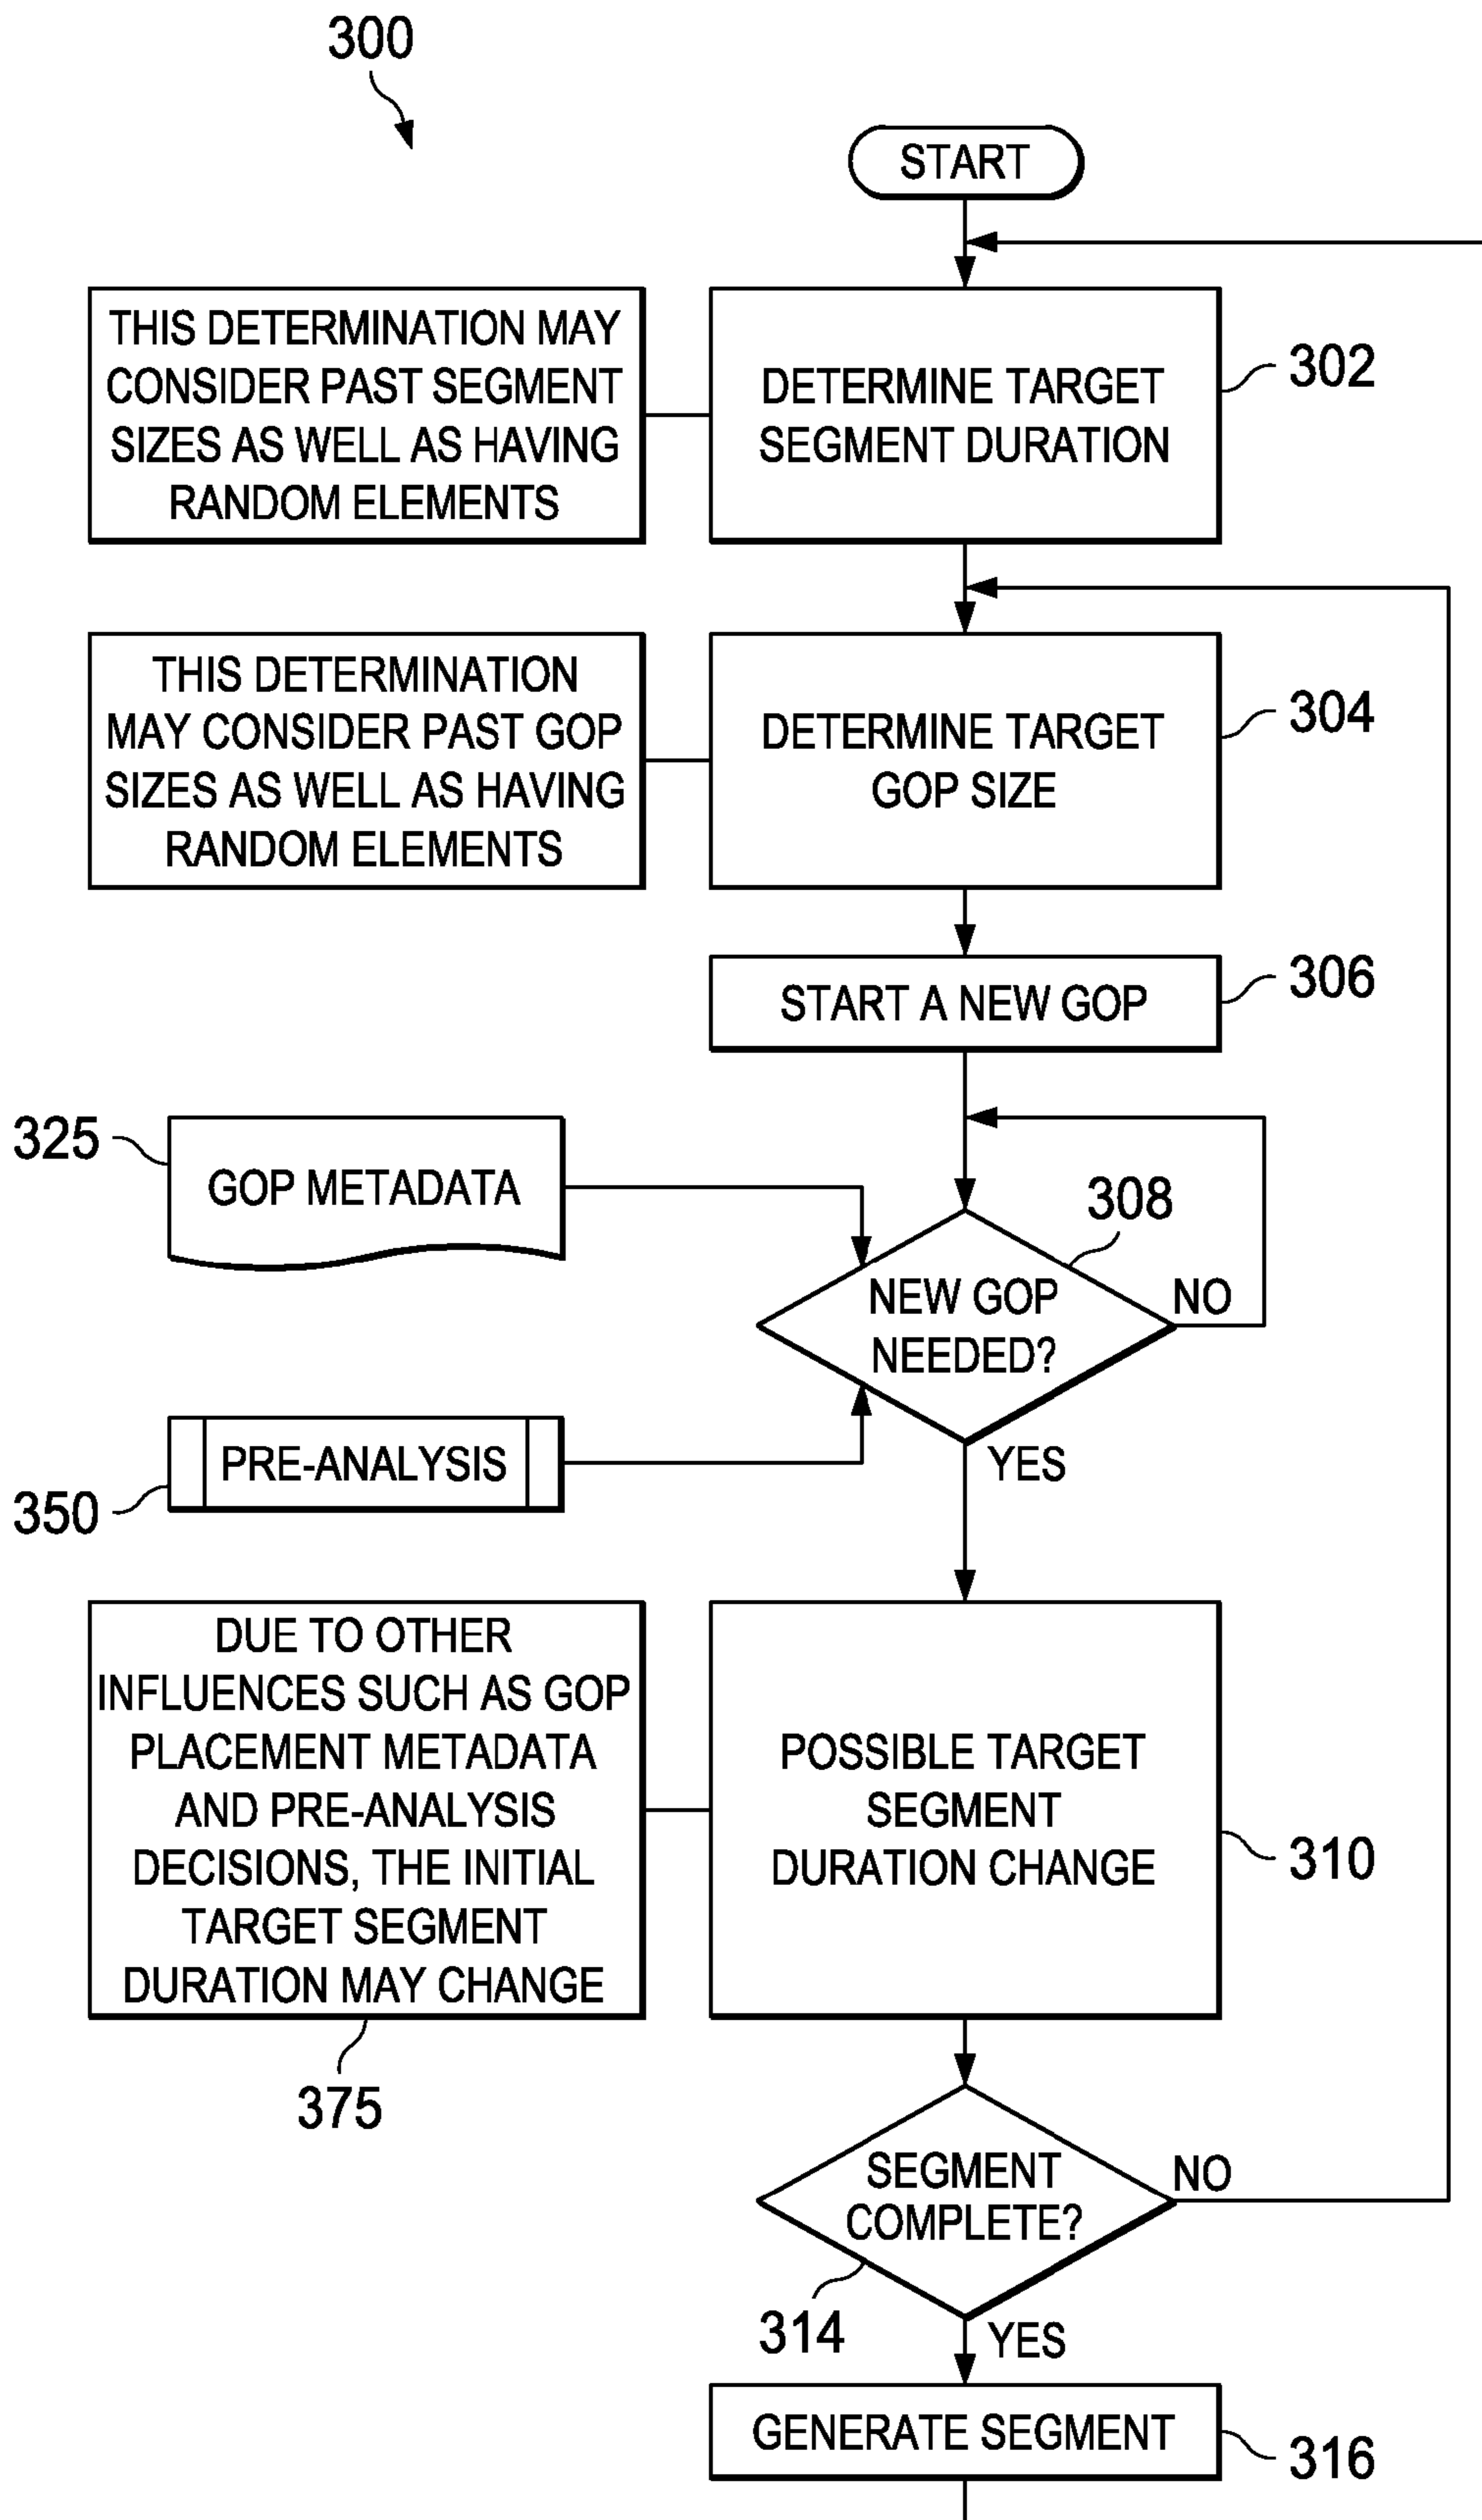 300
START
THIS DETERMINATION MAY
CONSIDER PAST SEGMENT
SIZES AS WELL AS HAVING
RANDOM ELEMENTS
DETERMINE TARGET
SEGMENT DURATION
302
THIS DETERMINATION
MAY CONSIDER PAST GOP
SIZES AS WELL AS HAVING
RANDOM ELEMENTS
DETERMINE TARGET
GOP SIZE
304
START A NEW GOP
306
325
GOP METADATA
308
NEW GOP
NEEDED?
NO
YES
PRE-ANALYSIS
350
DUE TO OTHER
INFLUENCES SUCH AS GOP
PLACEMENT METADATA
AND PRE-ANALYSIS
DECISIONS, THE INITIAL
TARGET SEGMENT
DURATION MAY CHANGE
375
POSSIBLE TARGET
SEGMENT
DURATION CHANGE
310
SEGMENT
COMPLETE?
NO
314
YES
GENERATE SEGMENT
316